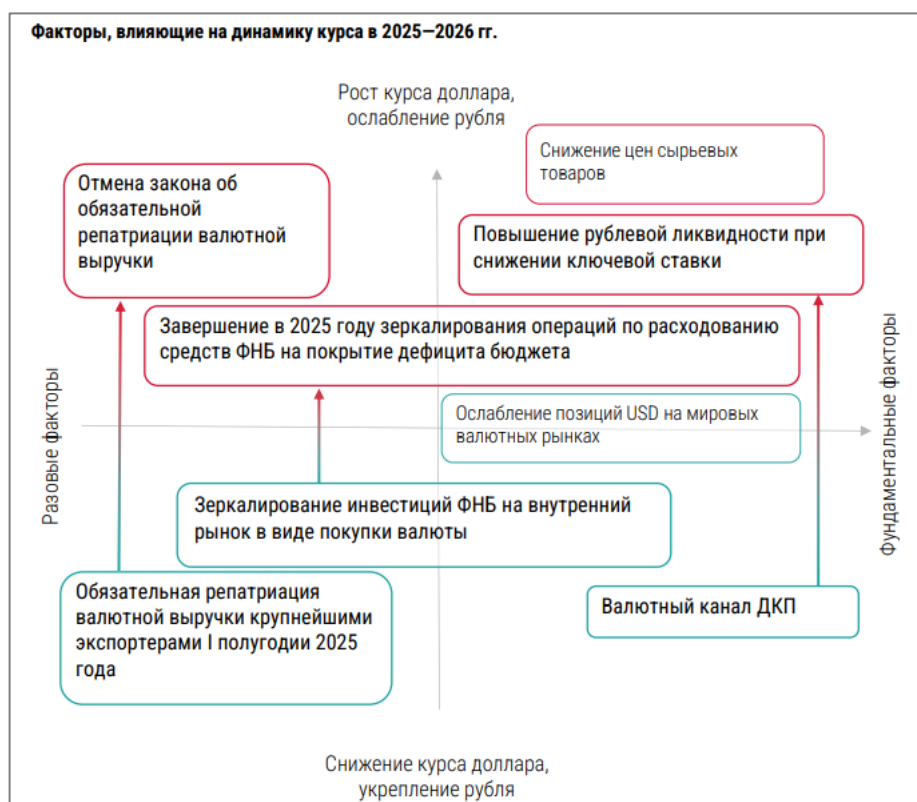 Факторы, влияющие на динамику курса в 2025—2026 гг.
Рост курса доллара,
ослабление рубля
Снижение цен сырьевых
товаров
Отмена закона об
обязательной
репатриации валютной
выручки
Повышение рублевой ликвидности при
снижении ключевой ставки
Завершение в 2025 году зеркалирования операций по расходованию
средств ФНБ на покрытие дефицита бюджета
Разовые факторы
Ослабление позиций USD на мировых
валютных рынках
Фундаментальные факторы
Зеркалирование инвестиций ФНБ на внутренний
рынок в виде покупки валюты
Обязательная репатриация
валютной выручки крупнейшими
экспортерами I полугодии 2025
года
Валютный канал ДКП
Снижение курса доллара,
укрепление рубля